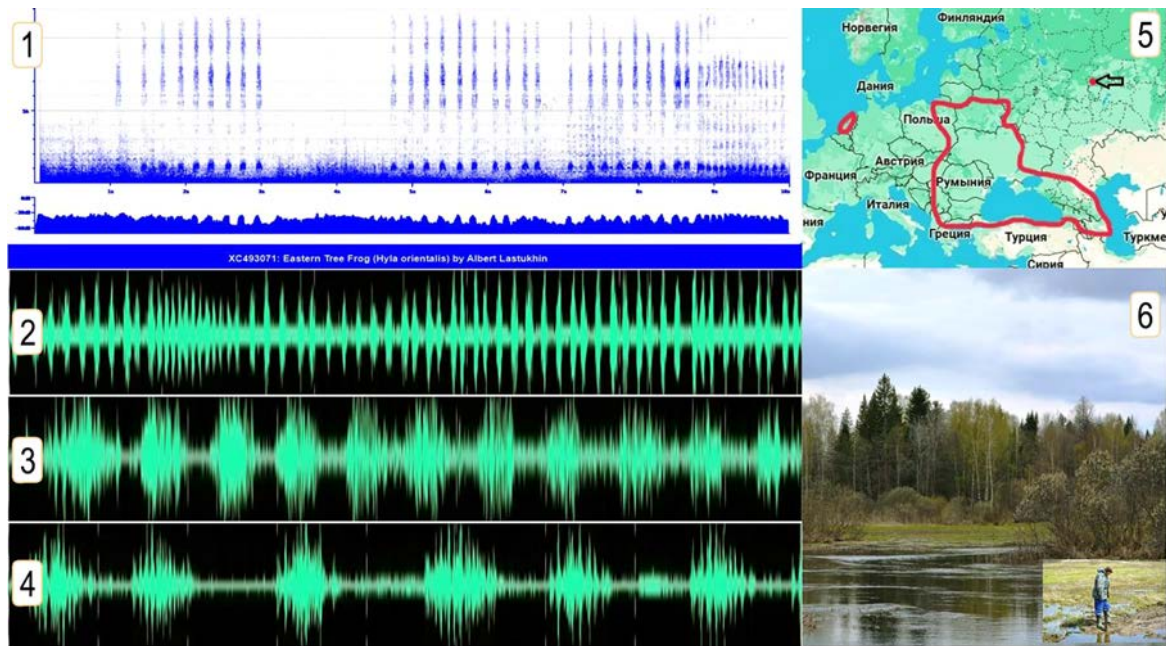 1
XC493071: Eastern Tree Frog (Hyla orientalis) by Albert Lastukhin
2
3
4
5
Финляндия
Норвегия
Дания
Польша
Австрия
Франция
Румыния
Италия
ния
Греция
Турция
Туркме
Сирия
6